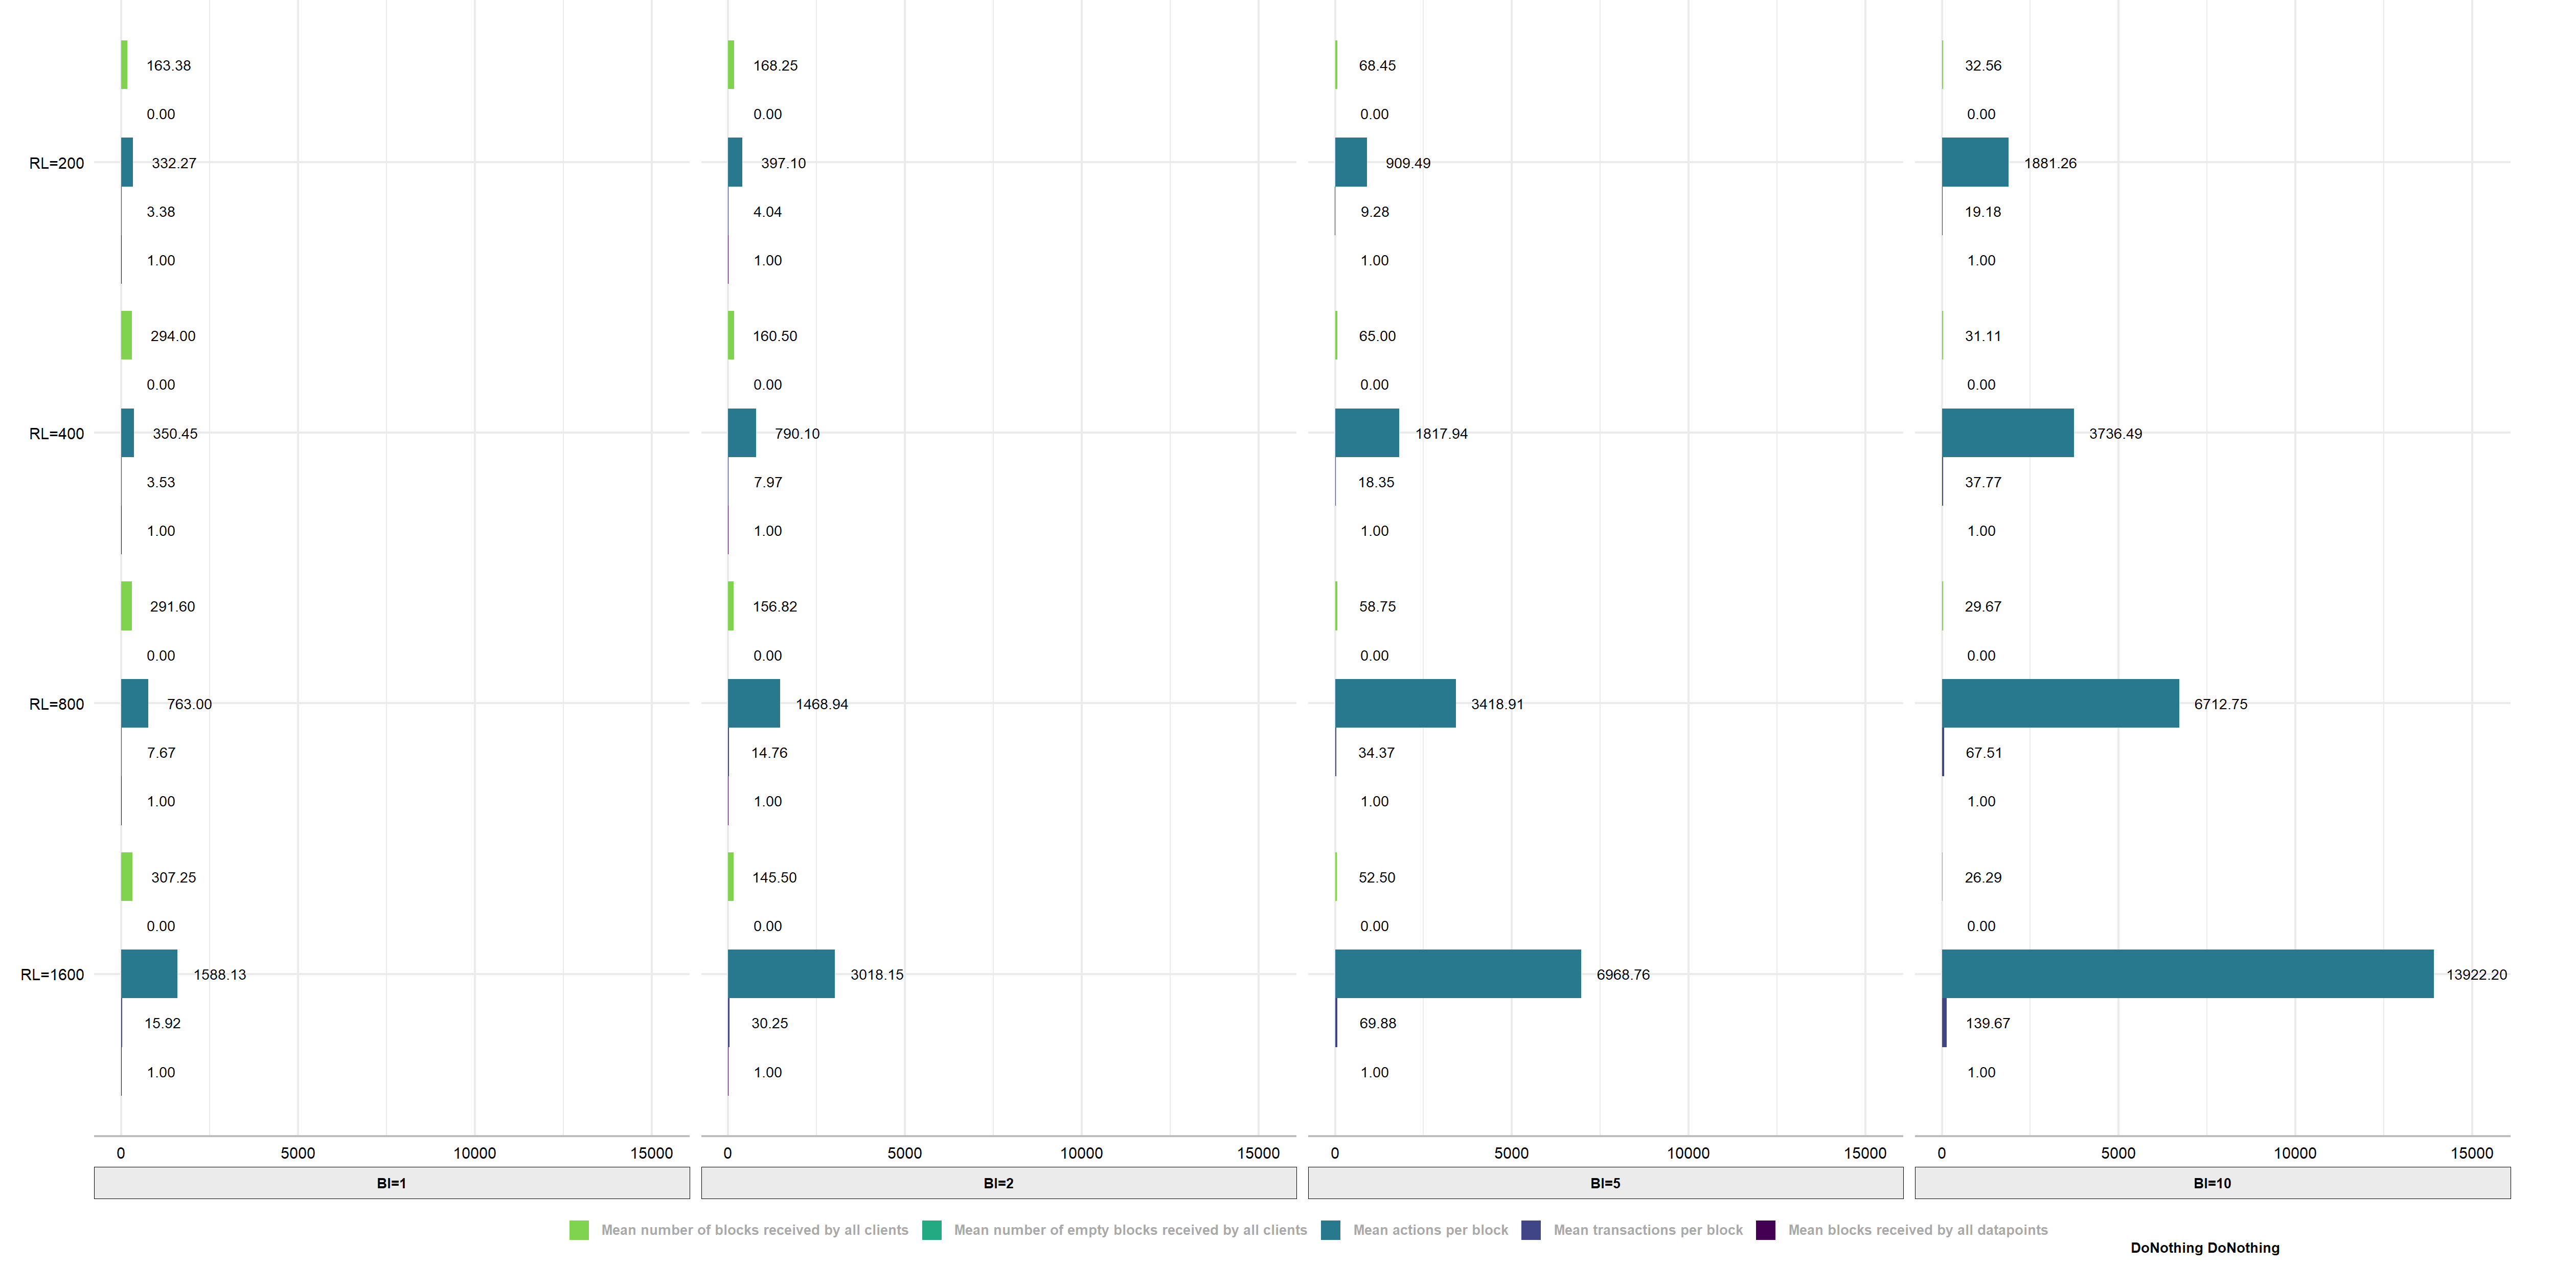 163.38 168.25 68.45 32.56
0.00 0.00 0.00 0.00
RL=200 332.27 397.10 909.49 1881.26
3.38 4.04 9.28 19.18
1.00 1.00 1.00 1.00
294.00 160.50 65.00 31.11
0.00 0.00 0.00 0.00
RL=400 350.45 790.10 1817.94 3736.49
3.53 7.97 18.35 37.77
1.00 1.00 1.00 1.00
291.60 156.82 58.75 29.67
0.00 0.00 0.00 0.00
RL=800 763.00 1468.94 3418.91 6712.75
7.67 14.76 34.37 67.51
1.00 1.00 1.00 1.00
307.25 145.50 52.50 26.29
0.00 0.00 0.00 0.00
RL=1600 1588.13 3018.15 6968.76 13922.20
15.92 30.25 69.88 139.67
1.00 1.00 1.00 1.00
0 5000 10000 15000 0 5000 10000 15000 0 5000 10000 15000 0 5000 10000 15000
BI=1 BI=2 BI=5 BI=10
Mean number of blocks received by all clients Mean number of empty blocks received by all clients Mean actions per block Mean transactions per block Mean blocks received by all datapoints
DoNothing DoNothing